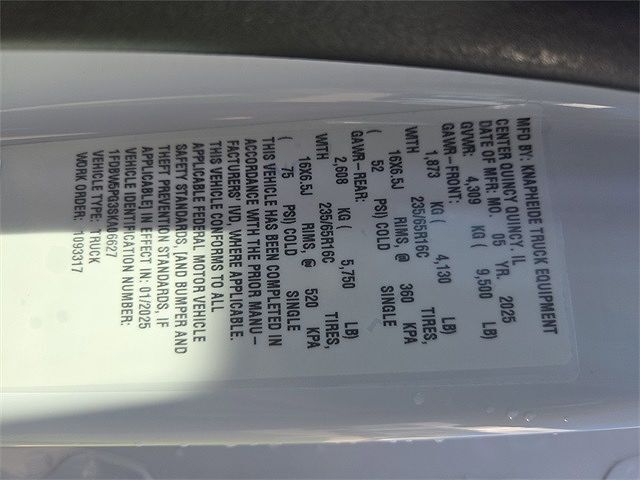 MFD BY: KNAPHEIDE TRUCK EQUIPMENT
CENTER QUINCY QUINCY, IL
DATE OF MFR: MO. 05 YR. 2025
GVWR: 4,309 KG ( 9,500 LB)
GAWR-FRONT:
1,873 KG ( 4,130 LB)
WITH 235/65R16C TIRES,
16X6.5J RIMS, @ 360 KPA
( 52 PSI) COLD SINGLE
GAWR-REAR:
2,608 KG ( 5,750 LB)
WITH 235/65R16C TIRES,
16X6.5J RIMS, @ 520 KPA
( 75 PSI) COLD SINGLE
THIS VEHICLE HAS BEEN COMPLETED IN
ACCORDANCE WITH THE PRIOR MANU-
FACTURERS' IVD, WHERE APPLICABLE.
THIS VEHICLE CONFORMS TO ALL
APPLICABLE FEDERAL MOTOR VEHICLE
SAFETY STANDARDS, [AND BUMPER AND
THEFT PREVENTION STANDARDS, IF
APPLICABLE] IN EFFECT IN: 01/2025
VEHICLE IDENTIFICATION NUMBER:
VEHICLE TYPE: TRUCK
WORK ORDER: 1093317